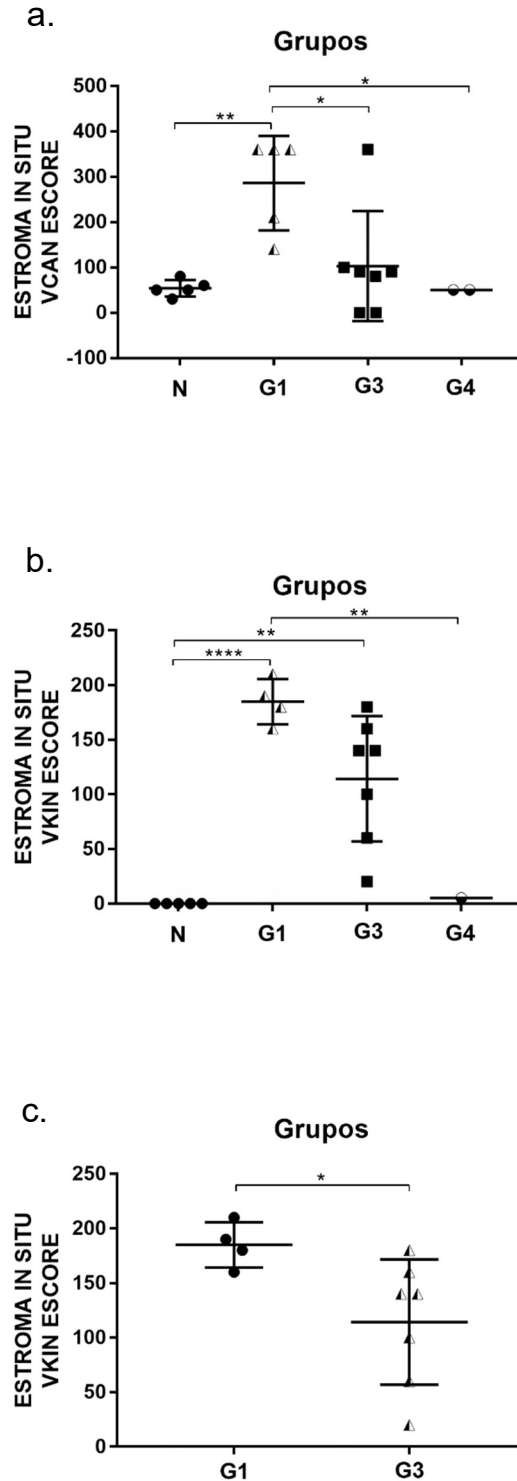 a.
Grupos
ESTROMA IN SITU
VCAN ESCORE
500
400
300
200
100
0
-100
**
*
*
N G1 G3 G4
b.
Grupos
ESTROMA IN SITU
VKIN ESCORE
250
200
150
100
50
0
**
**
****
N G1 G3 G4
c.
Grupos
ESTROMA IN SITU
VKIN ESCORE
250
200
150
100
50
0
*
G1 G3